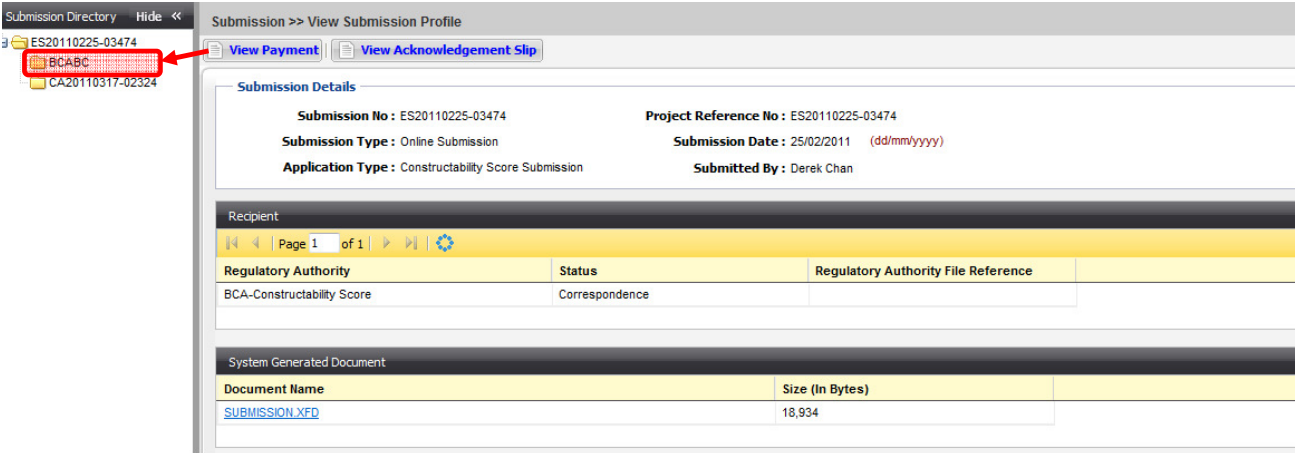 Submission Directory Hide «
ES20110225-03474
BCABC
CA20110317-02324
Submission >> View Submission Profile
View Payment View Acknowledgement Slip
Submission Details
Submission No : ES20110225-03474 Project Reference No : ES20110225-03474
Submission Type : Online Submission Submission Date : 25/02/2011 (dd/mm/yyyy)
Application Type : Constructability Score Submission Submitted By : Derek Chan
Recipient
Page 1 of 1
Regulatory Authority Status Regulatory Authority File Reference
BCA-Constructability Score Correspondence
System Generated Document
Document Name Size (In Bytes)
SUBMISSION.XFD 18,934